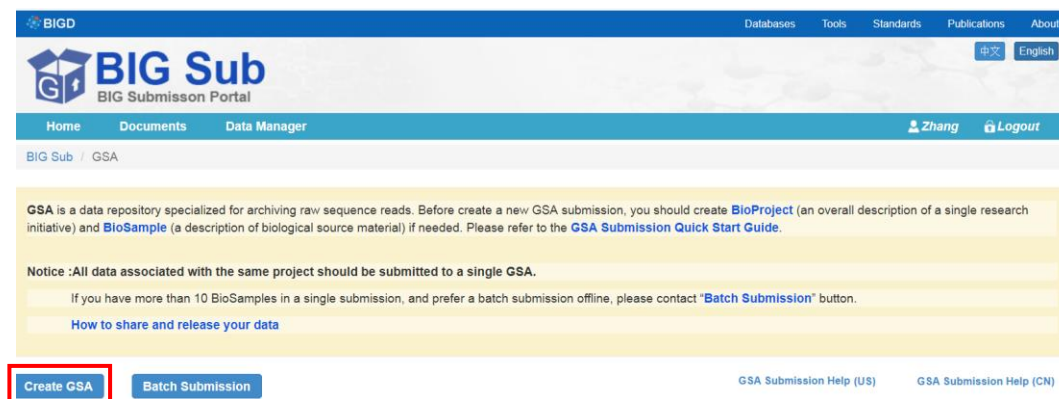 BIGD Databases Tools Standards Publications About
中文 English
BIG Sub
BIG Submisson Portal
Home Documents Data Manager Zhang Logout
BIG Sub / GSA
GSA is a data repository specialized for archiving raw sequence reads. Before create a new GSA submission, you should create BioProject (an overall description of a single research
initiative) and BioSample (a description of biological source material) if needed. Please refer to the GSA Submission Quick Start Guide.
Notice :All data associated with the same project should be submitted to a single GSA.
If you have more than 10 BioSamples in a single submission, and prefer a batch submission offline, please contact "Batch Submission" button.
How to share and release your data
Create GSA Batch Submission GSA Submission Help (US) GSA Submission Help (CN)